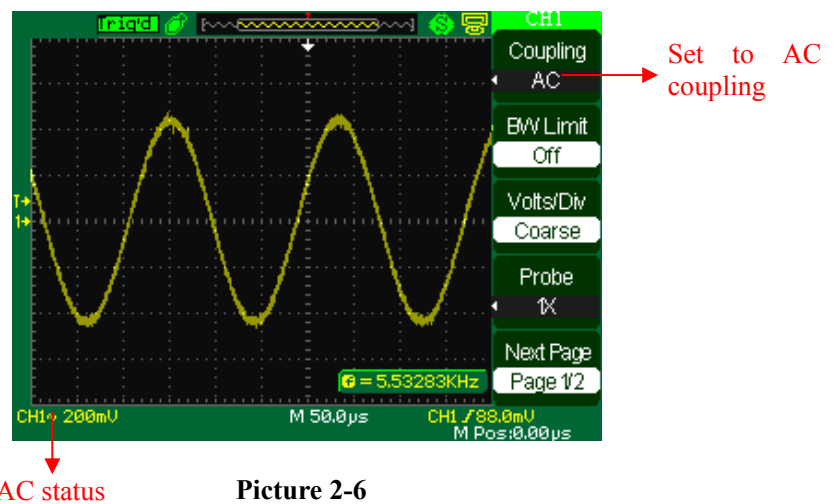 Trig'd
CH1
Coupling
AC
Set to AC
coupling
BW Limit
Off
T
1
Volts/Div
Coarse
Probe
1X
Next Page
f = 5.53283KHz
Page 1/2
CH1 200mV
M 50.0µs
CH1 88.0mV
M Pos:0.00µs
AC status
Picture 2-6